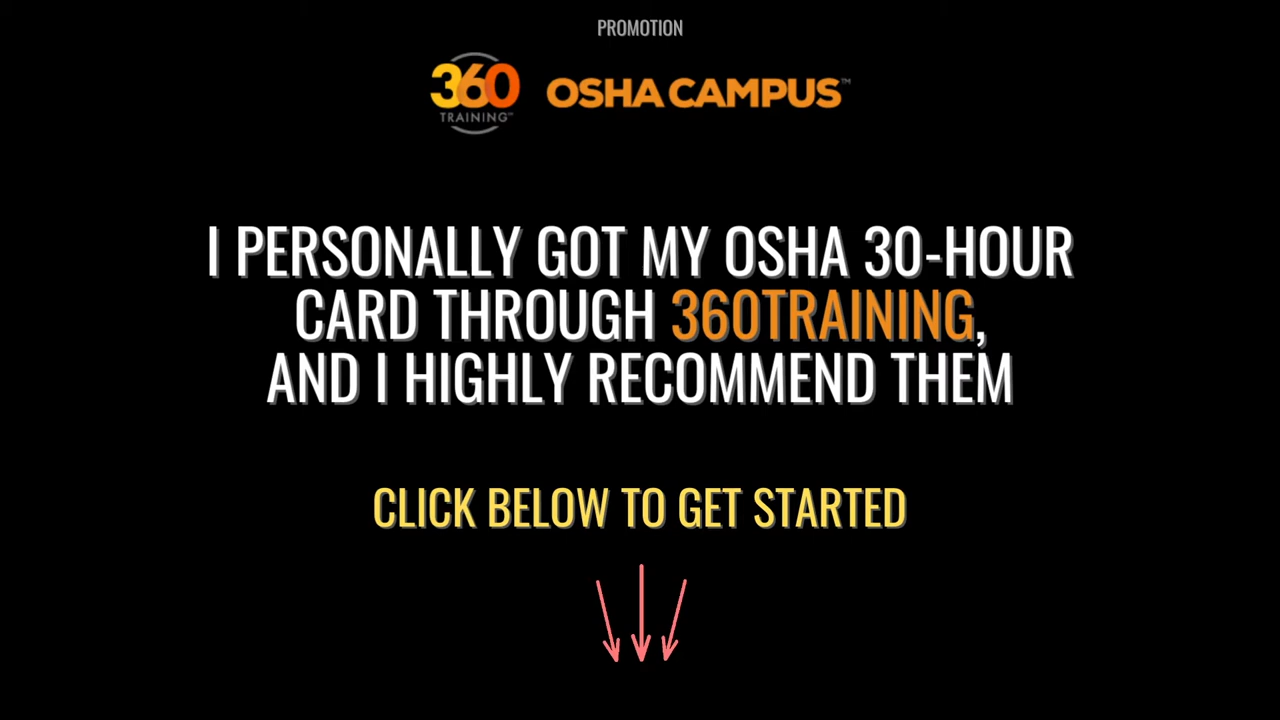 PROMOTION
360 OSHA CAMPUS™
TRAINING℠
I PERSONALLY GOT MY OSHA 30-HOUR
CARD THROUGH 360TRAINING,
AND I HIGHLY RECOMMEND THEM
CLICK BELOW TO GET STARTED